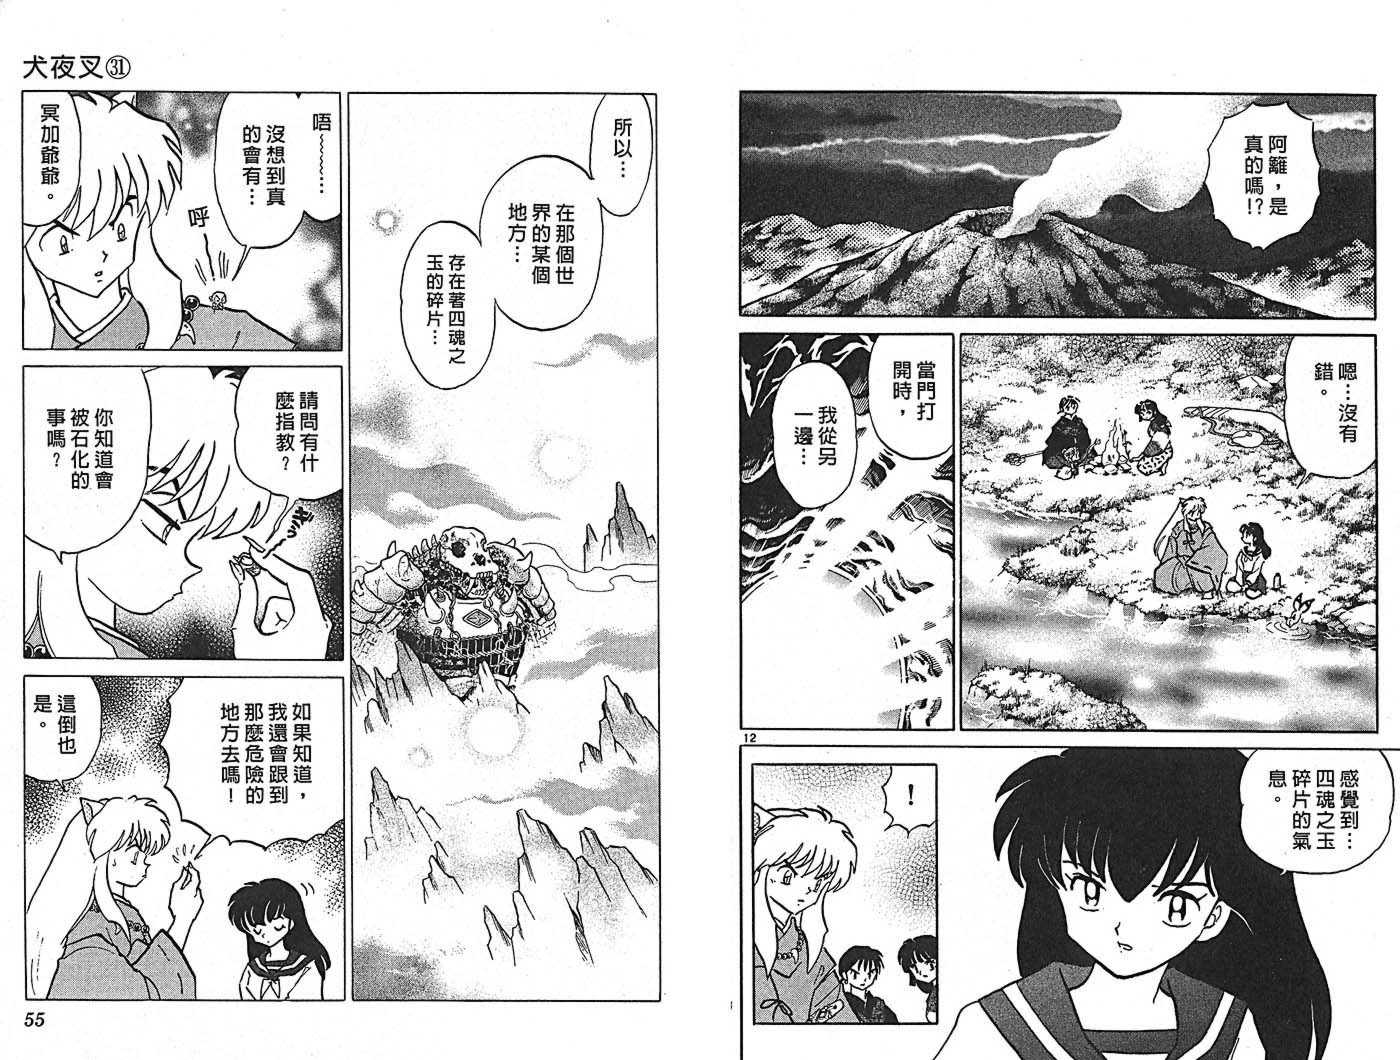 犬夜叉㉛
阿籬，是
真的嗎!?
嗯…沒有
錯。
當門打
開時，
我從另
一邊…
12
感覺到…
四魂之玉
碎片的氣
息。
！
所以…
在那個世
界的某個
地方…
存在著四魂之
玉的碎片…
唔……
沒想到真
的會有…
呼
冥加爺爺。
請問有什
麼指教？
你知道會
被石化的
事嗎？
如果知道，
我還會跟到
那麼危險的
地方去嗎！
這倒也
是。
55